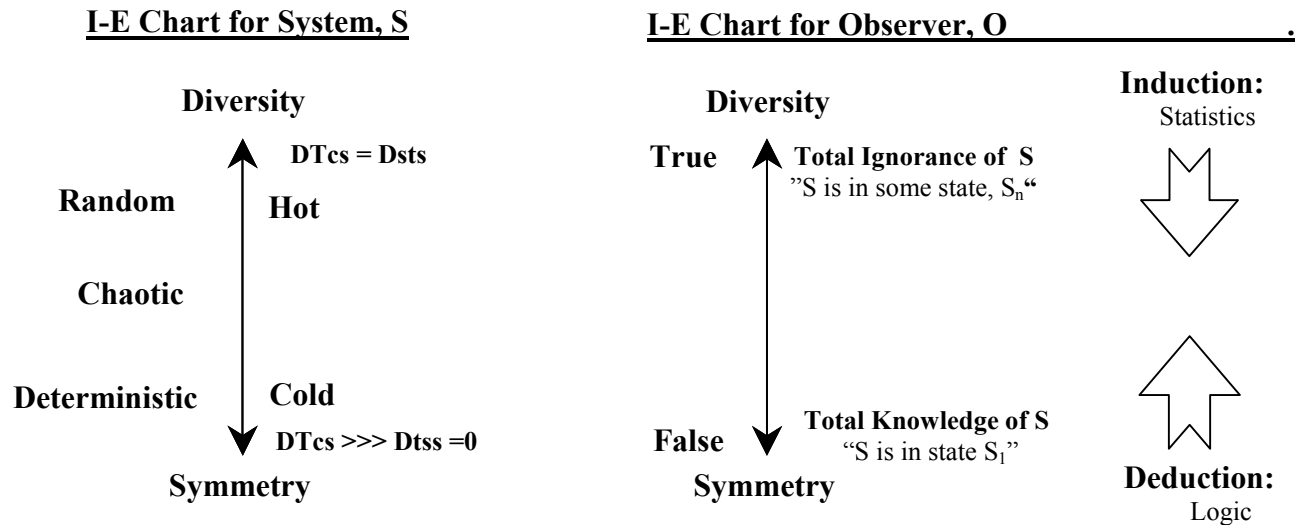 I-E Chart for System, S
Diversity
DTcs = Dsts
Random
Hot
Chaotic
Deterministic
Cold
DTcs >>> Dtss =0
Symmetry
I-E Chart for Observer, O .
Diversity
True
Total Ignorance of S
”S is in some state, Sₙ“
False
Total Knowledge of S
“S is in state S₁”
Symmetry
Induction:
Statistics
Deduction:
Logic